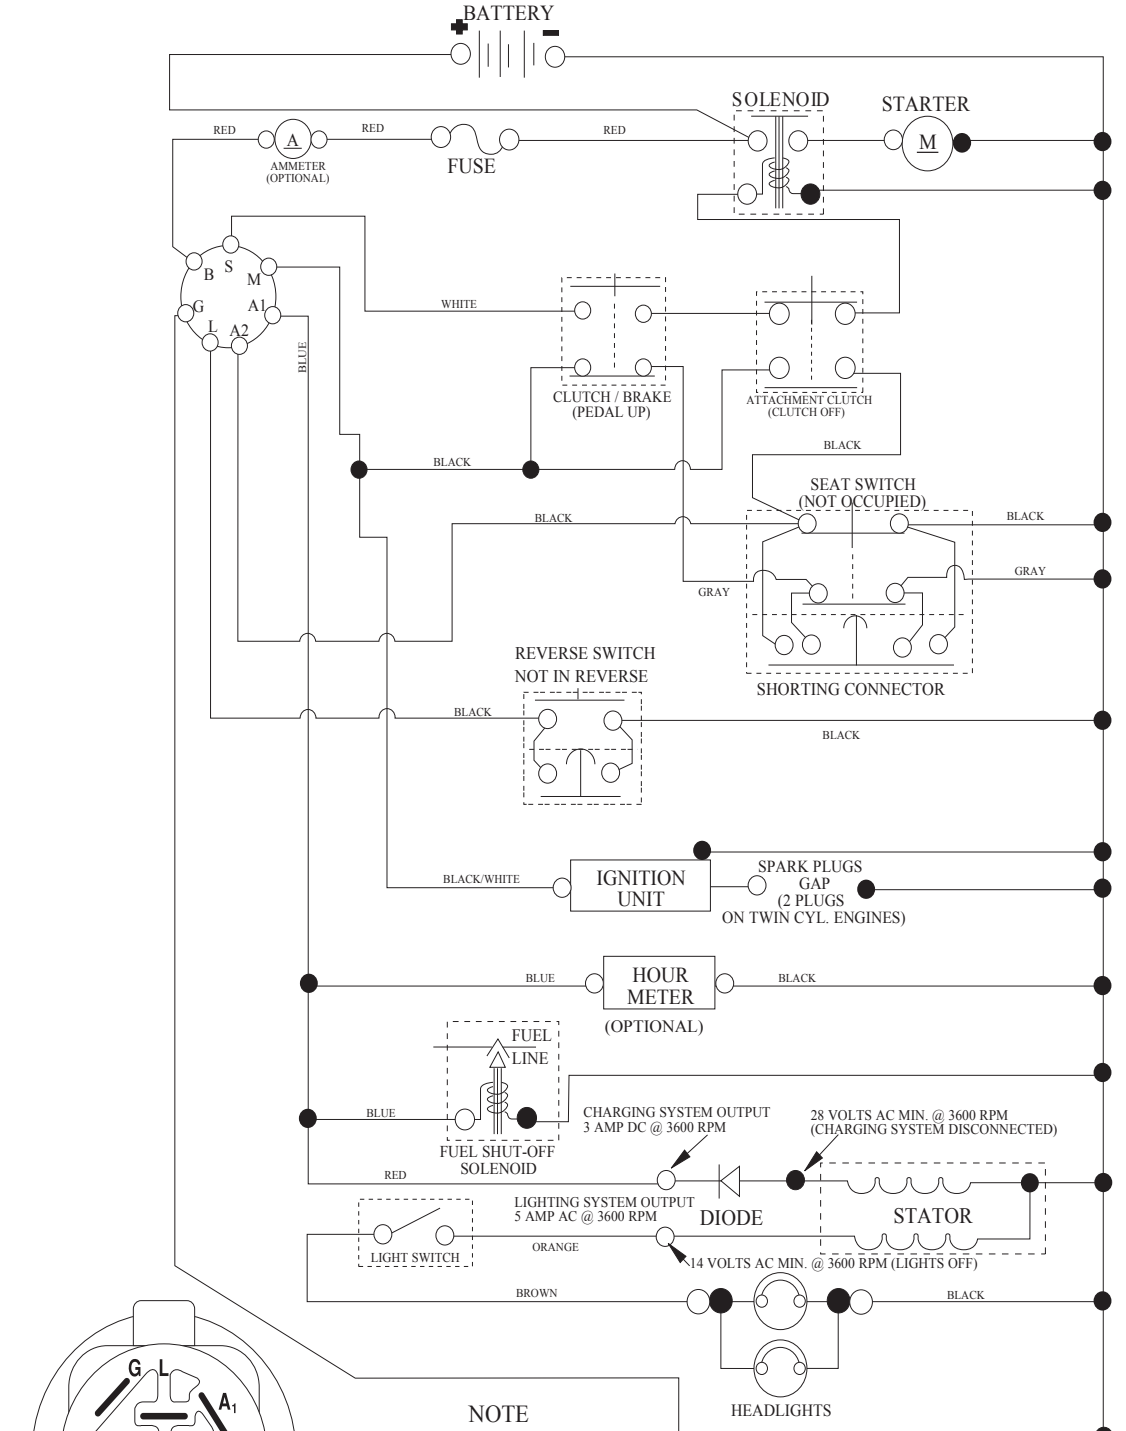 BATTERY
+ -
SOLENOID
STARTER
RED
RED
RED
A
M
AMMETER
(OPTIONAL)
FUSE
B
S
M
G
A1
L
A2
BLUE
WHITE
CLUTCH / BRAKE
(PEDAL UP)
ATTACHMENT CLUTCH
(CLUTCH OFF)
BLACK
BLACK
SEAT SWITCH
(NOT OCCUPIED)
BLACK
BLACK
GRAY
GRAY
REVERSE SWITCH
NOT IN REVERSE
SHORTING CONNECTOR
BLACK
BLACK
BLACK/WHITE
IGNITION
UNIT
SPARK PLUGS
GAP
(2 PLUGS
ON TWIN CYL. ENGINES)
BLUE
HOUR
METER
BLACK
(OPTIONAL)
FUEL
LINE
BLUE
FUEL SHUT-OFF
SOLENOID
CHARGING SYSTEM OUTPUT
3 AMP DC @ 3600 RPM
28 VOLTS AC MIN. @ 3600 RPM
(CHARGING SYSTEM DISCONNECTED)
RED
LIGHTING SYSTEM OUTPUT
5 AMP AC @ 3600 RPM
DIODE
STATOR
LIGHT SWITCH
ORANGE
14 VOLTS AC MIN. @ 3600 RPM (LIGHTS OFF)
BROWN
BLACK
HEADLIGHTS
G L
A1
NOTE